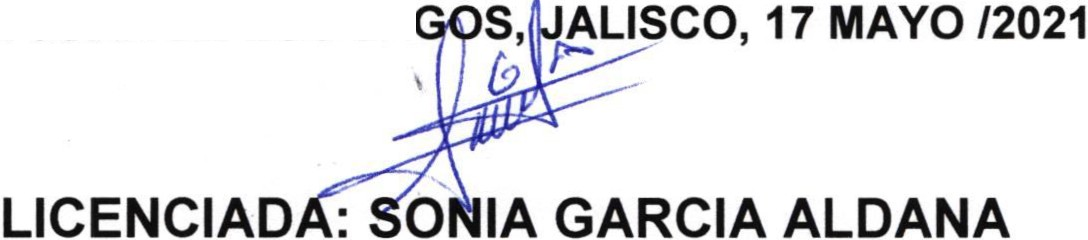 GOS, JALISCO, 17 MAYO /2021
LICENCIADA: SONIA GARCIA ALDANA